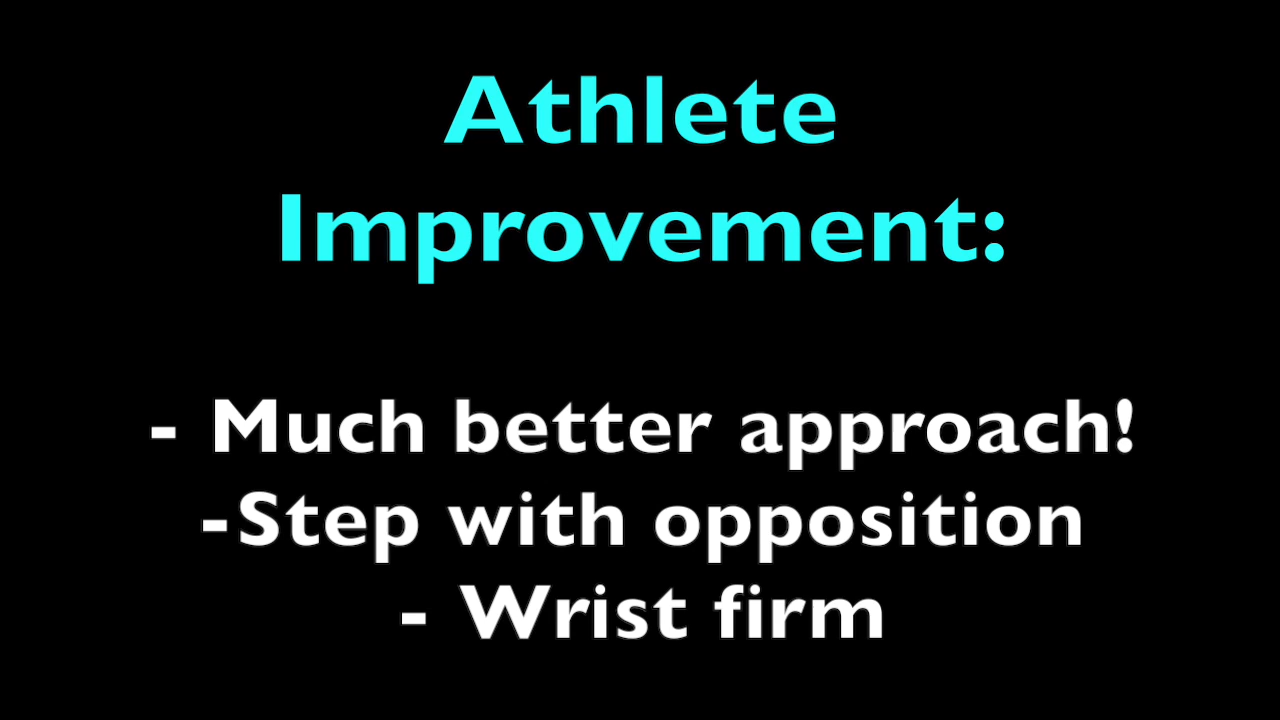 Athlete
Improvement:
- Much better approach!
-Step with opposition
- Wrist firm